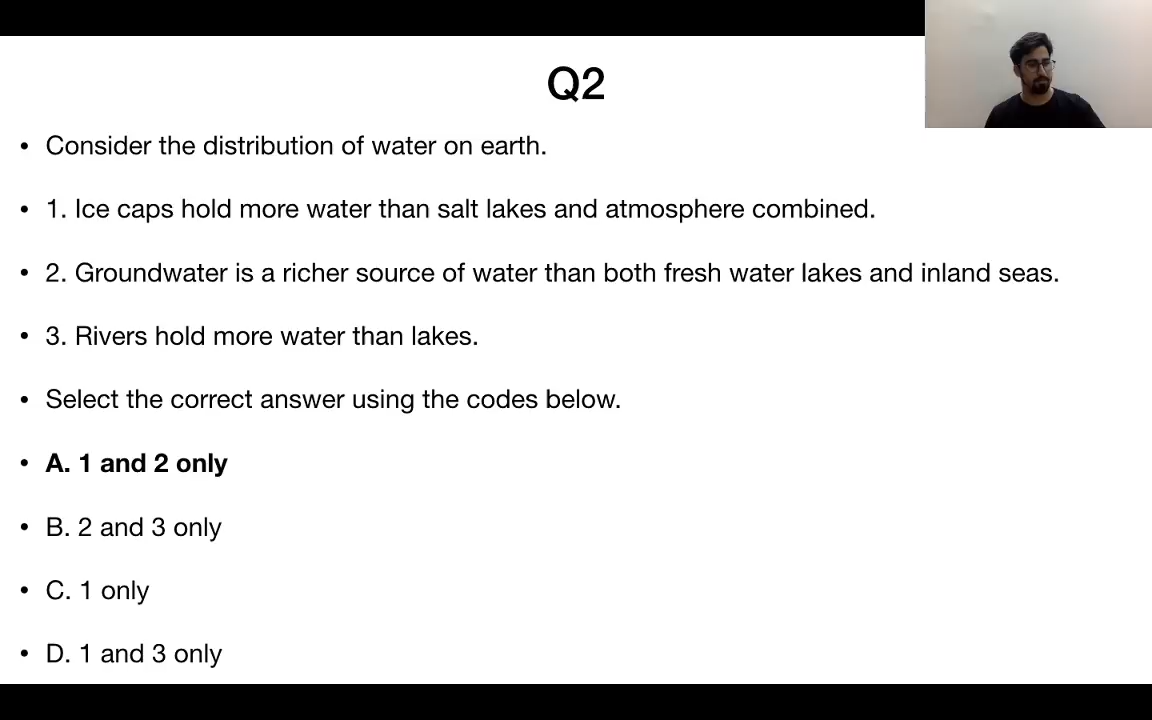 Q2
• Consider the distribution of water on earth.
• 1. Ice caps hold more water than salt lakes and atmosphere combined.
• 2. Groundwater is a richer source of water than both fresh water lakes and inland seas.
• 3. Rivers hold more water than lakes.
• Select the correct answer using the codes below.
• A. 1 and 2 only
• B. 2 and 3 only
• C. 1 only
• D. 1 and 3 only